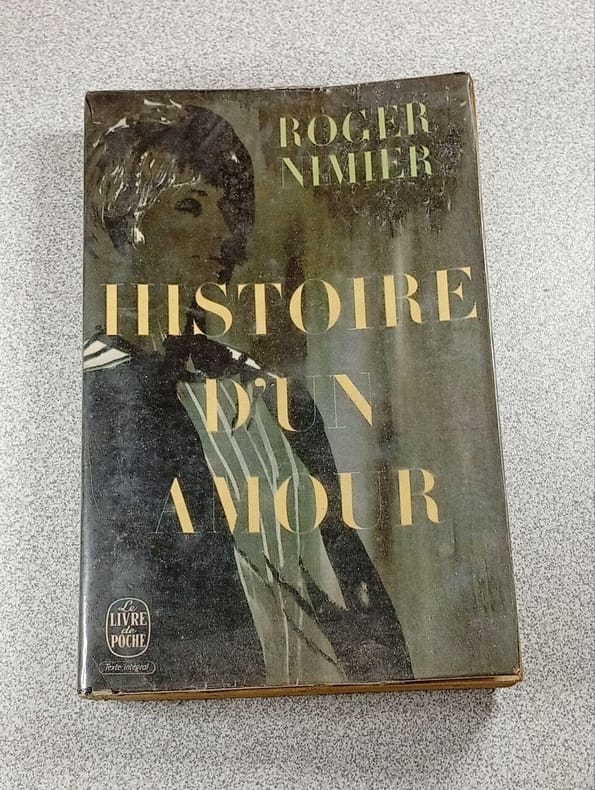 ROGER
NIMIER
HISTOIRE
D'UN
AMOUR
Le
LIVRE
de
POCHE
Texte intégral